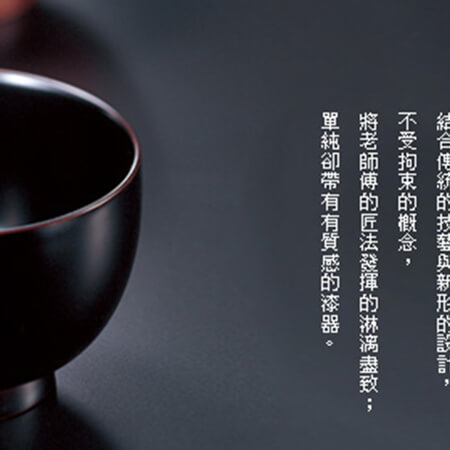 結合傳統的技藝與新形的設計，
不受拘束的概念，
將老師傅的匠法發揮的淋漓盡致；
單純卻帶有有質感的漆器。